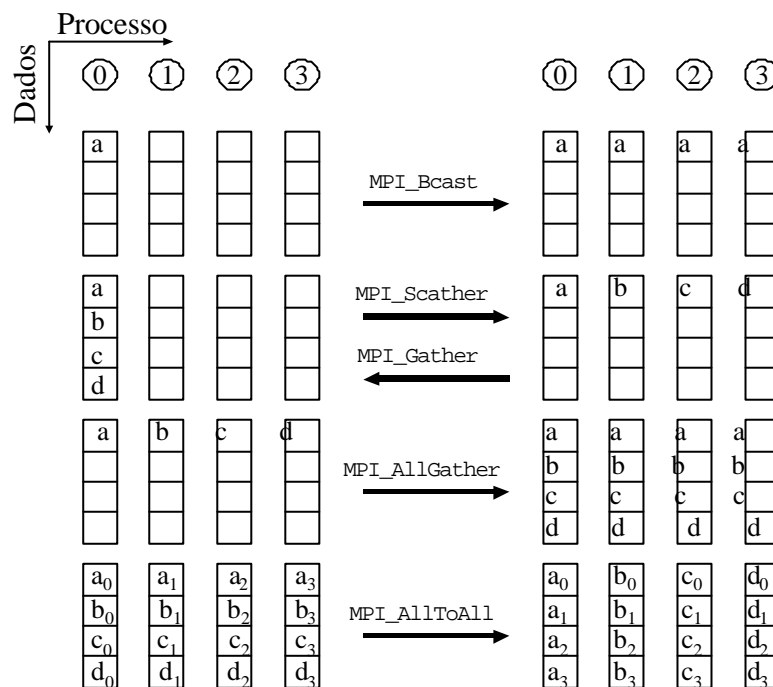 Processo
Dados
0 1 2 3 0 1 2 3
a a a a a
MPI_Bcast
a a b c d
MPI_Scather
b
c
MPI_Gather
d
a b c d a a a a
b b b b
MPI_AllGather
c c c c
d d d d
a0 a1 a2 a3 a0 b0 c0 d0
b0 b1 b2 b3 a1 b1 c1 d1
MPI_AllToAll
c0 c1 c2 c3 a2 b2 c2 d2
d0 d1 d2 d3 a3 b3 c3 d3